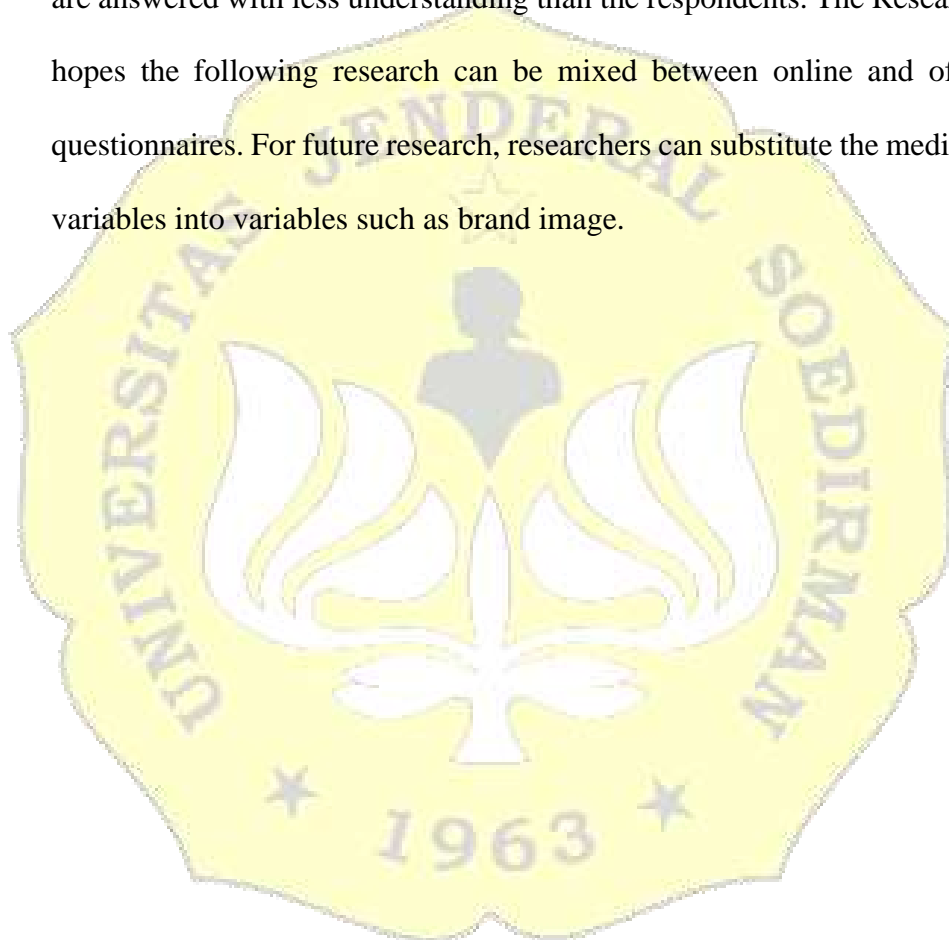 are answered with less understanding than the respondents. The Resea
hopes the following research can be mixed between online and of
questionnaires. For future research, researchers can substitute the medi
variables into variables such as brand image.
UNIVERSITAS JENDERAL SOEDIRMAN
1963